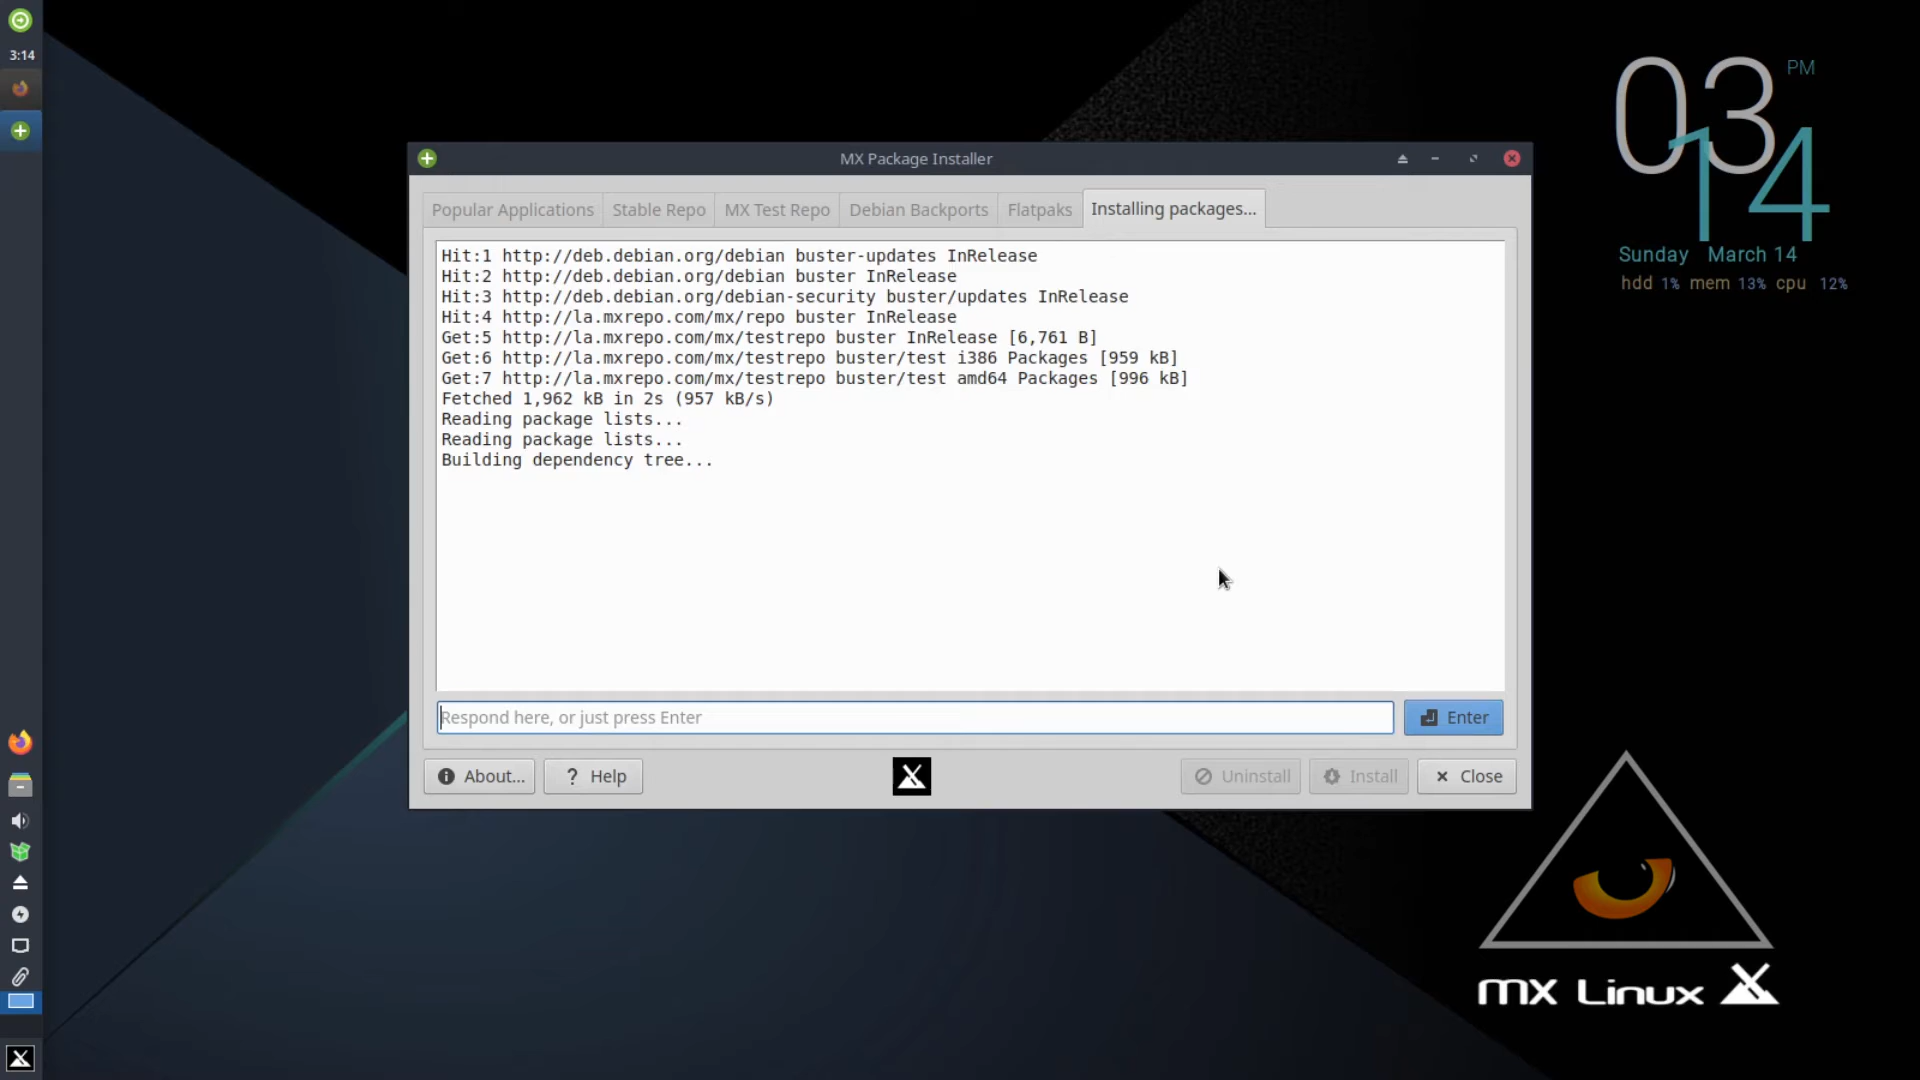 3:14
MX Package Installer
Popular Applications
Stable Repo
MX Test Repo
Debian Backports
Flatpaks
Installing packages...
Hit:1 http://deb.debian.org/debian buster-updates InRelease
Hit:2 http://deb.debian.org/debian buster InRelease
Hit:3 http://deb.debian.org/debian-security buster/updates InRelease
Hit:4 http://la.mxrepo.com/mx/repo buster InRelease
Get:5 http://la.mxrepo.com/mx/testrepo buster InRelease [6,761 B]
Get:6 http://la.mxrepo.com/mx/testrepo buster/test i386 Packages [959 kB]
Get:7 http://la.mxrepo.com/mx/testrepo buster/test amd64 Packages [996 kB]
Fetched 1,962 kB in 2s (957 kB/s)
Reading package lists...
Reading package lists...
Building dependency tree...
Respond here, or just press Enter
Enter
About...
? Help
Uninstall
Install
Close
03 PM
14
Sunday March 14
hdd 1% mem 13% cpu 12%
mx Linux